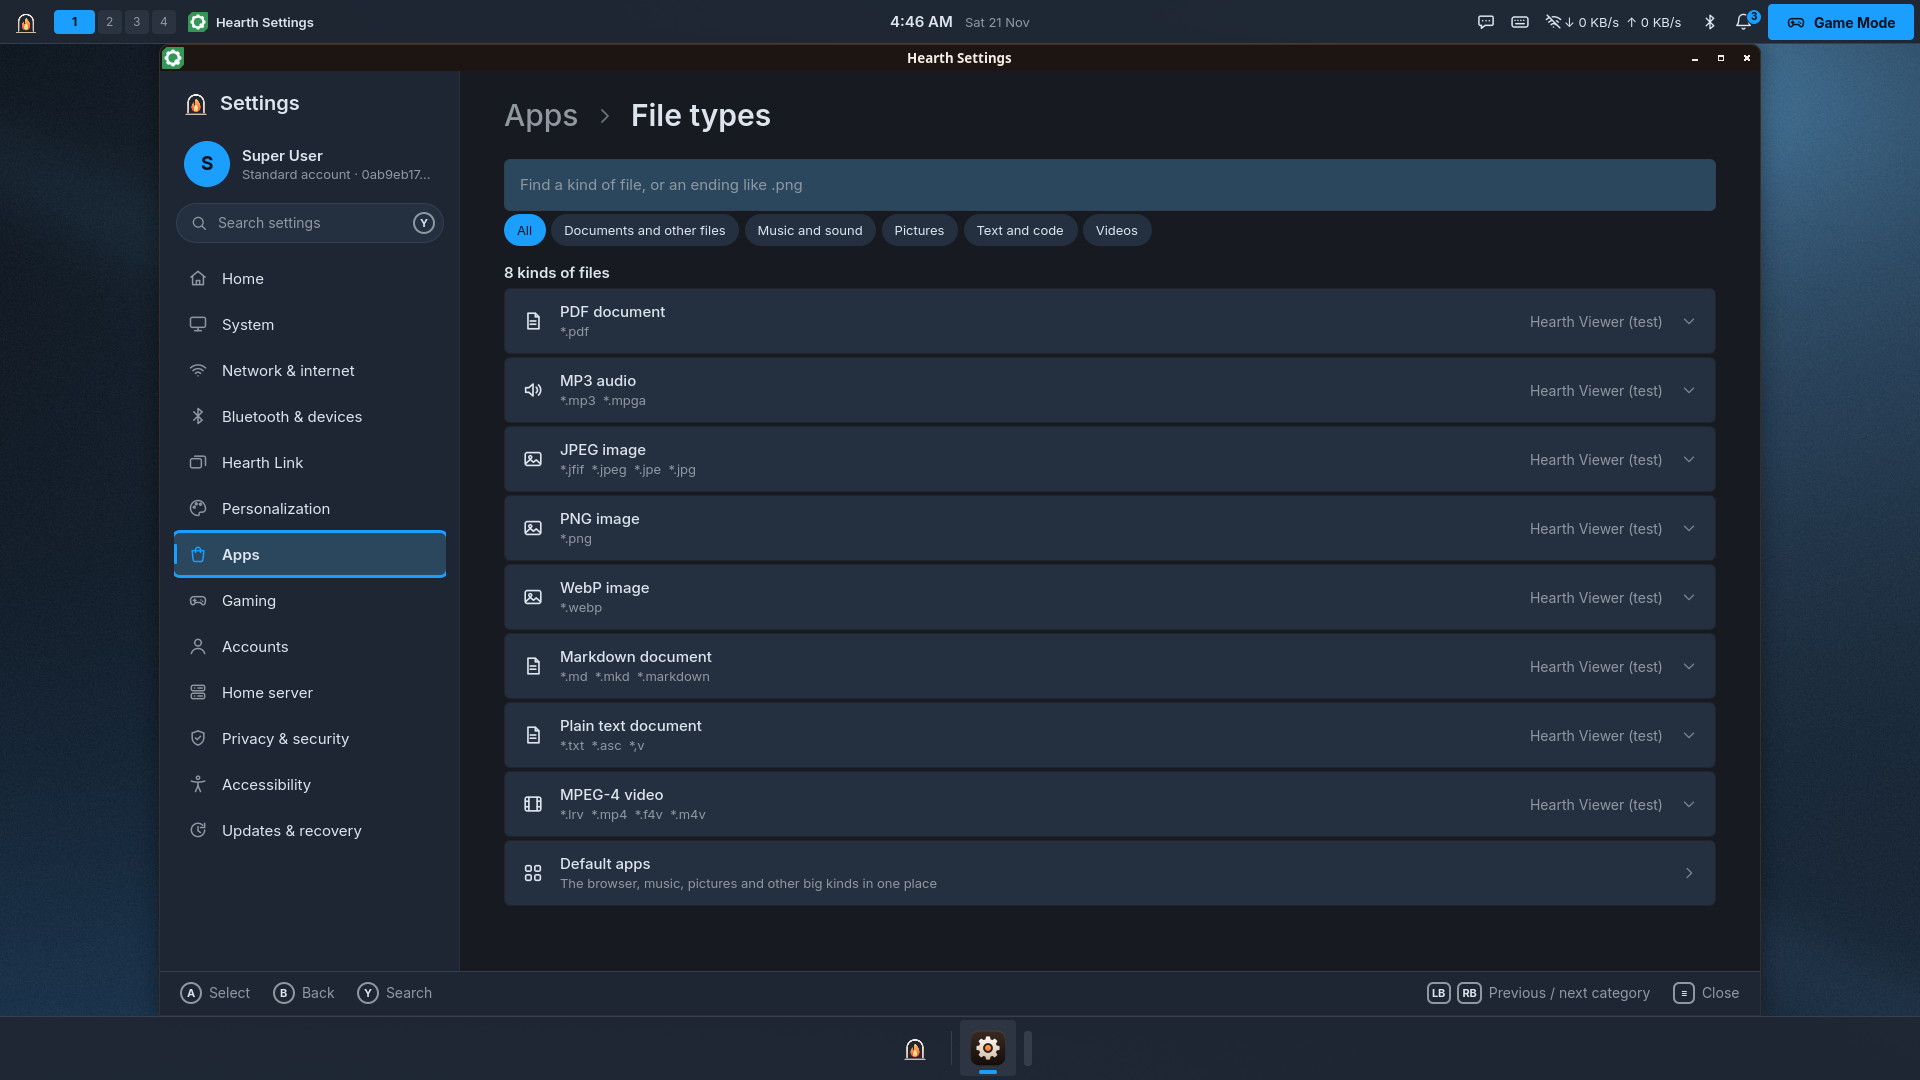 1 2 3 4 Hearth Settings
4:46 AM Sat 21 Nov
↓ 0 KB/s ↑ 0 KB/s
3
Game Mode
Hearth Settings
Settings
S
Super User
Standard account · 0ab9eb17...
Search settings Y
Home
System
Network & internet
Bluetooth & devices
Hearth Link
Personalization
Apps
Gaming
Accounts
Home server
Privacy & security
Accessibility
Updates & recovery
Apps > File types
Find a kind of file, or an ending like .png
All Documents and other files Music and sound Pictures Text and code Videos
8 kinds of files
PDF document
*.pdf
Hearth Viewer (test)
MP3 audio
*.mp3 *.mpga
Hearth Viewer (test)
JPEG image
*.jfif *.jpeg *.jpe *.jpg
Hearth Viewer (test)
PNG image
*.png
Hearth Viewer (test)
WebP image
*.webp
Hearth Viewer (test)
Markdown document
*.md *.mkd *.markdown
Hearth Viewer (test)
Plain text document
*.txt *.asc *,v
Hearth Viewer (test)
MPEG-4 video
*.lrv *.mp4 *.f4v *.m4v
Hearth Viewer (test)
Default apps
The browser, music, pictures and other big kinds in one place
A Select B Back Y Search
LB RB Previous / next category ≡ Close